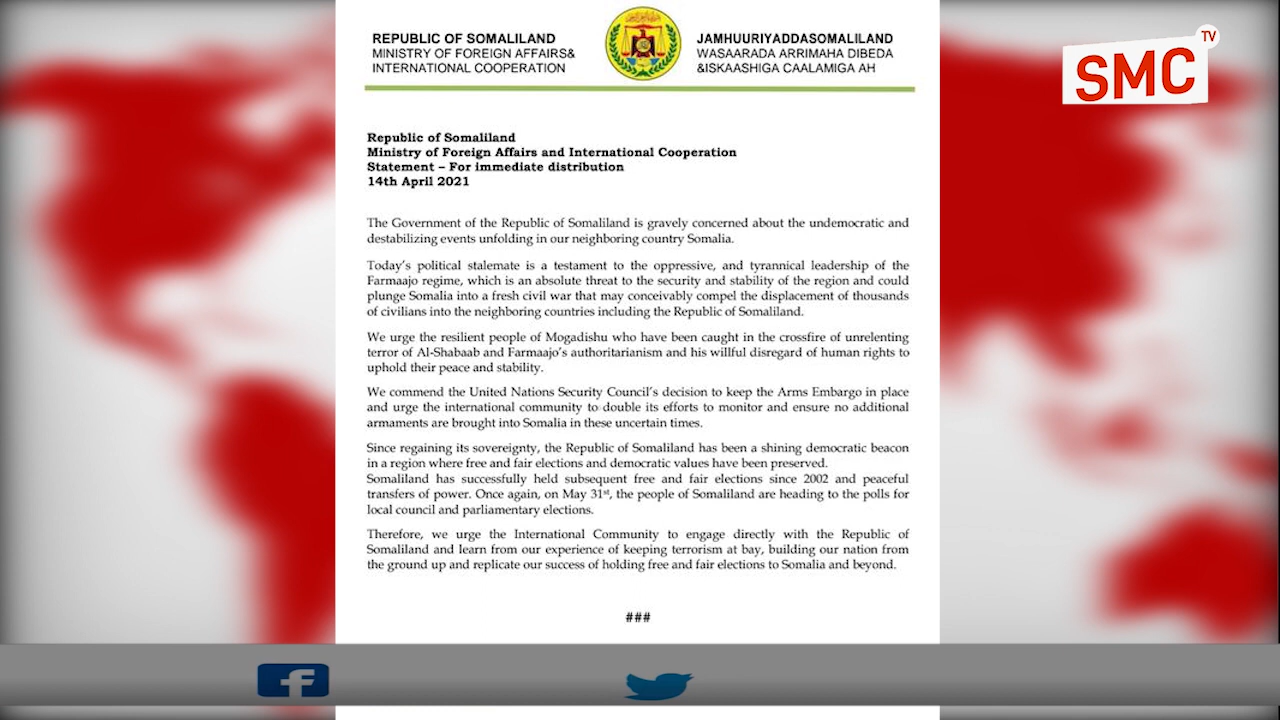 REPUBLIC OF SOMALILAND
MINISTRY OF FOREIGN AFFAIRS&
INTERNATIONAL COOPERATION
JAMHUURIYADDASOMALILAND
WASAARADA ARRIMAHA DIBEDA
&ISKAASHIGA CAALAMIGA AH
SMC TV
Republic of Somaliland
Ministry of Foreign Affairs and International Cooperation
Statement – For immediate distribution
14th April 2021
The Government of the Republic of Somaliland is gravely concerned about the undemocratic and
destabilizing events unfolding in our neighboring country Somalia.
Today's political stalemate is a testament to the oppressive, and tyrannical leadership of the
Farmaajo regime, which is an absolute threat to the security and stability of the region and could
plunge Somalia into a fresh civil war that may conceivably compel the displacement of thousands
of civilians into the neighboring countries including the Republic of Somaliland.
We urge the resilient people of Mogadishu who have been caught in the crossfire of unrelenting
terror of Al-Shabaab and Farmaajo's authoritarianism and his willful disregard of human rights to
uphold their peace and stability.
We commend the United Nations Security Council's decision to keep the Arms Embargo in place
and urge the international community to double its efforts to monitor and ensure no additional
armaments are brought into Somalia in these uncertain times.
Since regaining its sovereignty, the Republic of Somaliland has been a shining democratic beacon
in a region where free and fair elections and democratic values have been preserved.
Somaliland has successfully held subsequent free and fair elections since 2002 and peaceful
transfers of power. Once again, on May 31st, the people of Somaliland are heading to the polls for
local council and parliamentary elections.
Therefore, we urge the International Community to engage directly with the Republic of
Somaliland and learn from our experience of keeping terrorism at bay, building our nation from
the ground up and replicate our success of holding free and fair elections to Somalia and beyond.
###